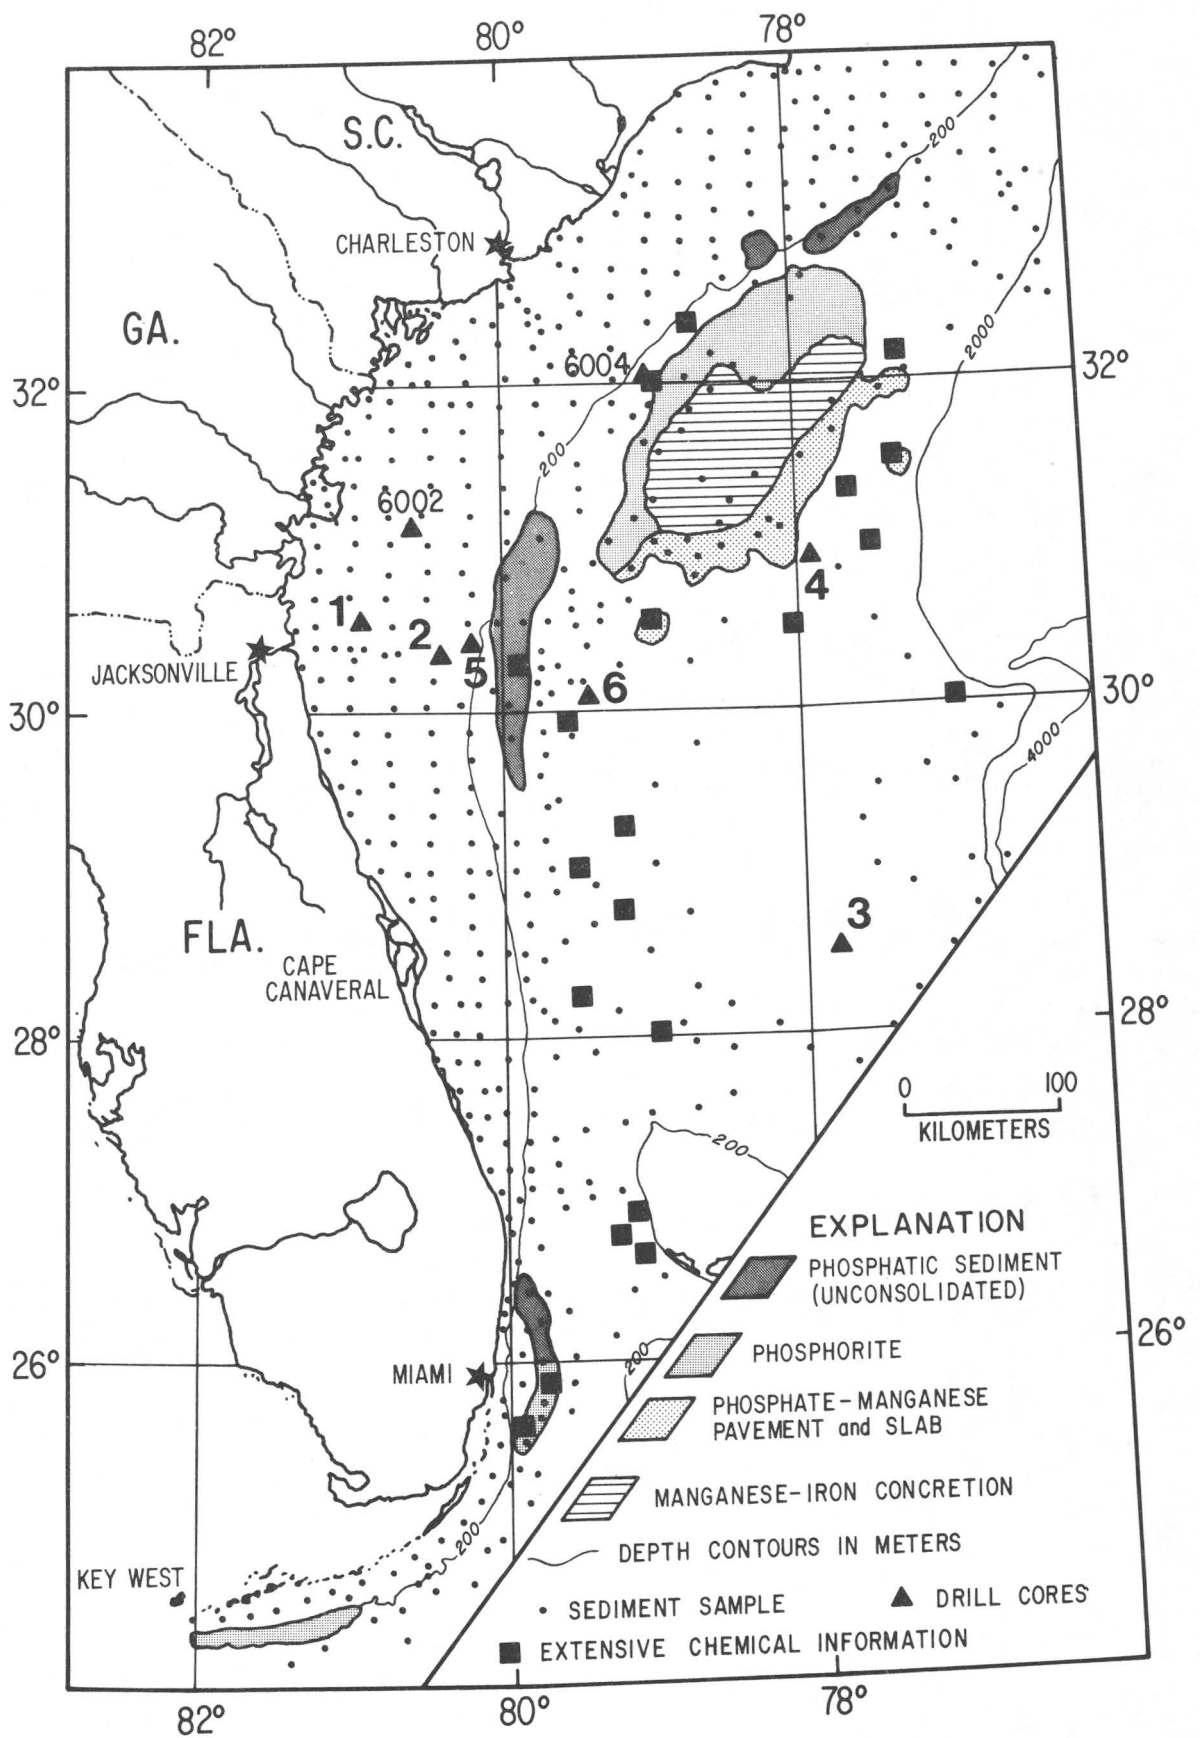 82° 80° 78°
S.C.
200
CHARLESTON
GA.
2000
6004
32° 32°
200
6002
4
1
2
5
6
JACKSONVILLE
30° 30°
4000
3
FLA.
CAPE
CANAVERAL
28° 28°
0 100
KILOMETERS
200
EXPLANATION
PHOSPHATIC SEDIMENT
(UNCONSOLIDATED)
26° 26°
200
PHOSPHORITE
MIAMI
PHOSPHATE-MANGANESE
PAVEMENT and SLAB
MANGANESE-IRON CONCRETION
200
DEPTH CONTOURS IN METERS
KEY WEST
SEDIMENT SAMPLE DRILL CORES
EXTENSIVE CHEMICAL INFORMATION
82° 80° 78°